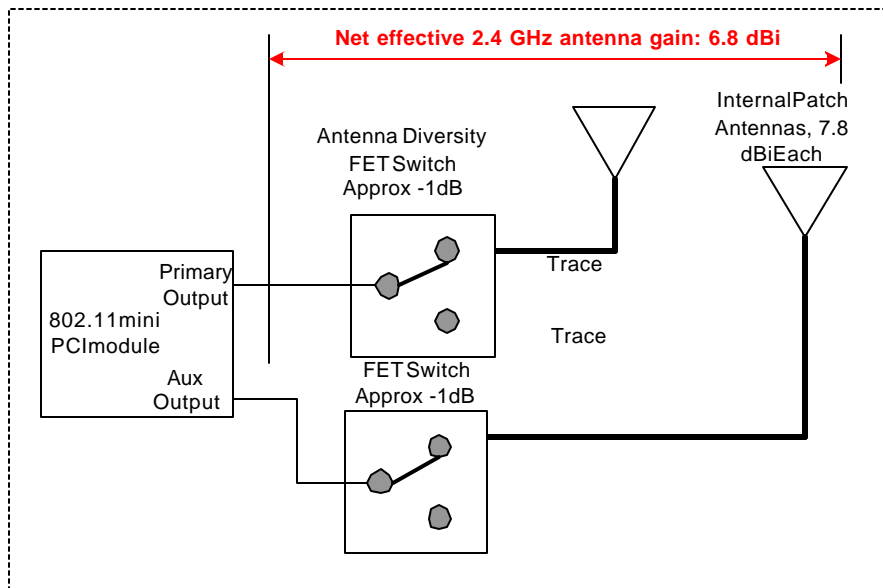 Net effective 2.4 GHz antenna gain: 6.8 dBi
InternalPatch
Antennas, 7.8
dBiEach
Antenna Diversity
FETSwitch
Approx -1dB
Primary
Output
Trace
802.11mini
PCImodule
Trace
Aux
Output
FETSwitch
Approx -1dB